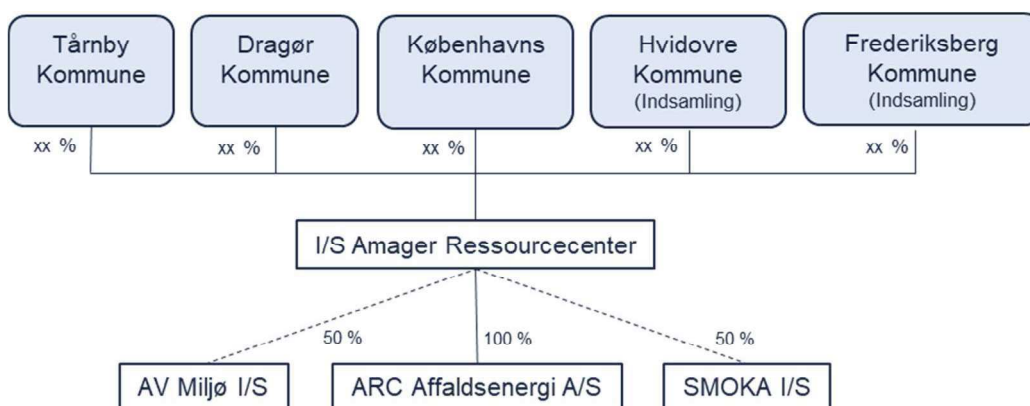 Tårnby
Kommune
Dragør
Kommune
Københavns
Kommune
Hvidovre
Kommune
(Indsamling)
Frederiksberg
Kommune
(Indsamling)
xx %
xx %
xx %
xx %
xx %
I/S Amager Ressourcecenter
50 %
100 %
50 %
AV Miljø I/S
ARC Affaldsenergi A/S
SMOKA I/S